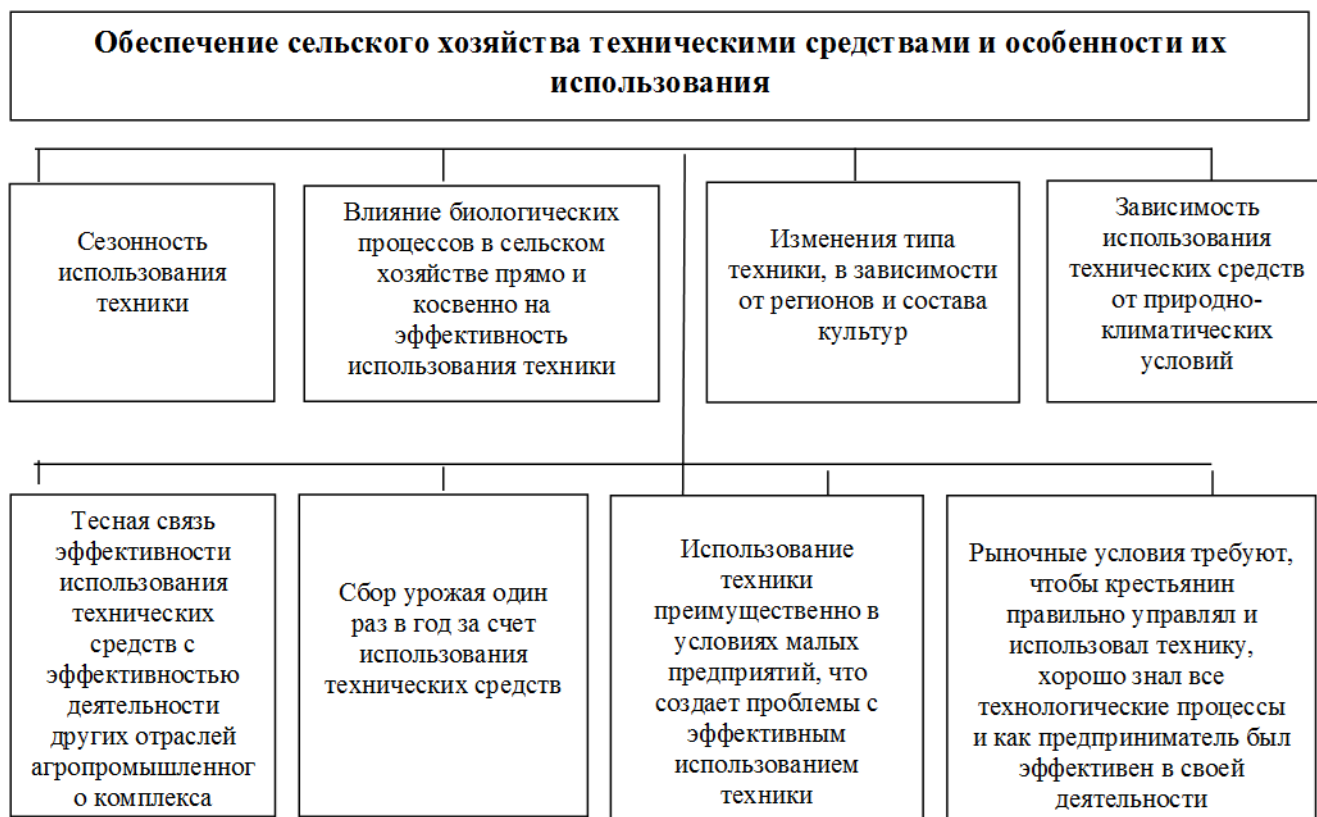 Обеспечение сельского хозяйства техническими средствами и особенности их
использования
Сезонность
использования
техники
Влияние биологических
процессов в сельском
хозяйстве прямо и
косвенно на
эффективность
использования техники
Изменения типа
техники, в зависимости
от регионов и состава
культур
Зависимость
использования
технических средств
от природно-
климатических
условий
Тесная связь
эффективности
использования
технических
средств с
эффективностью
деятельности
других отраслей
агропромышленног
о комплекса
Сбор урожая один
раз в год за счет
использования
технических средств
Использование
техники
преимущественно в
условиях малых
предприятий, что
создает проблемы с
эффективным
использованием
техники
Рыночные условия требуют,
чтобы крестьянин
правильно управлял и
использовал технику,
хорошо знал все
технологические процессы
и как предприниматель был
эффективен в своей
деятельности